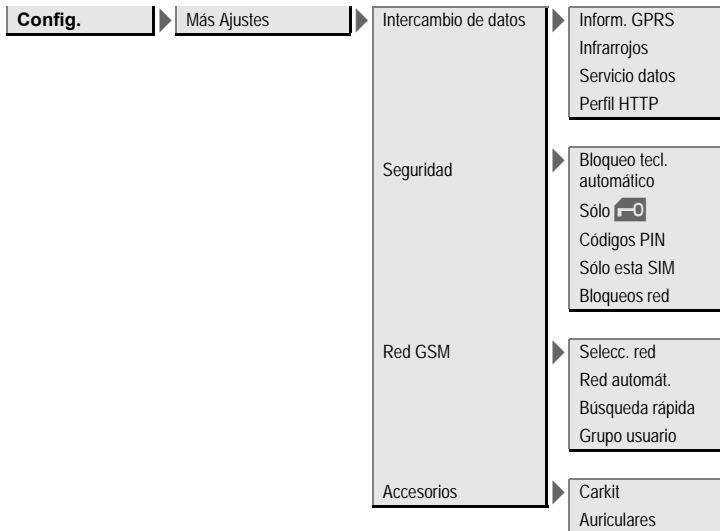 Config.
Más Ajustes
Intercambio de datos
Inform. GPRS
Infrarrojos
Servicio datos
Perfil HTTP
Seguridad
Bloqueo tecl.
automático
Sólo
Códigos PIN
Sólo esta SIM
Bloqueos red
Red GSM
Selecc. red
Red automát.
Búsqueda rápida
Grupo usuario
Accesorios
Carkit
Auriculares